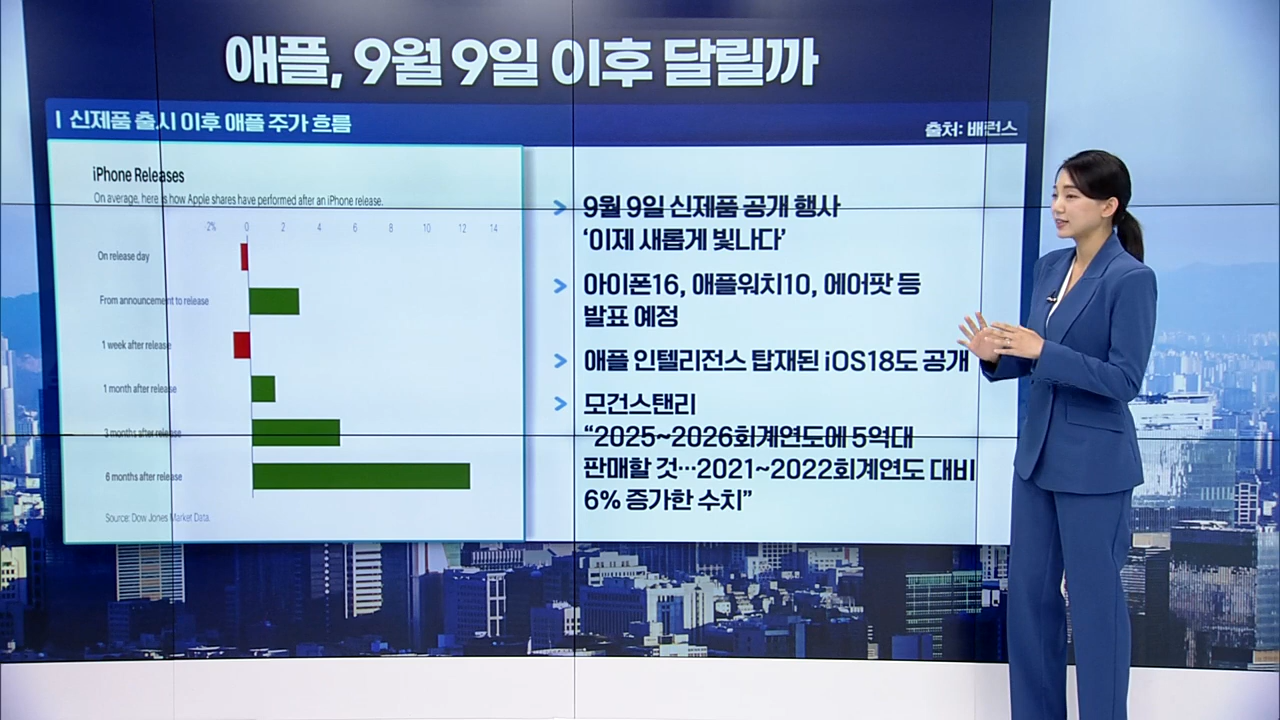 애플, 9월 9일 이후 달릴까
신제품 출시 이후 애플 주가 흐름
출처: 배런스
iPhone Releases
On average, here is how Apple shares have performed after an iPhone release.
-2% 0 2 4 6 8 10 12 14
On release day
From announcement to release
1 week after release
1 month after release
3 months after release
6 months after release
Source: Dow Jones Market Data.
9월 9일 신제품 공개 행사
‘이제 새롭게 빛나다’
아이폰16, 애플워치10, 에어팟 등
발표 예정
애플 인텔리전스 탑재된 iOS18도 공개
모건스탠리
“2025~2026회계연도에 5억대
판매할 것…2021~2022회계연도 대비
6% 증가한 수치”